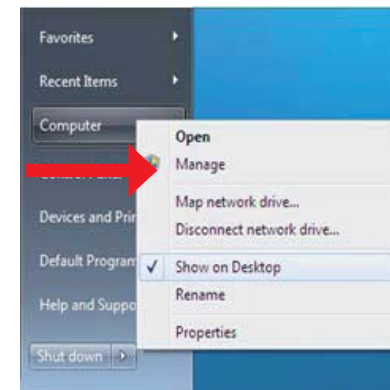 Favorites
Recent Items
Computer
Open
Manage
Map network drive...
Disconnect network drive...
Devices and Prin
Default Program
Show on Desktop
Rename
Help and Suppo
Properties
Shut down